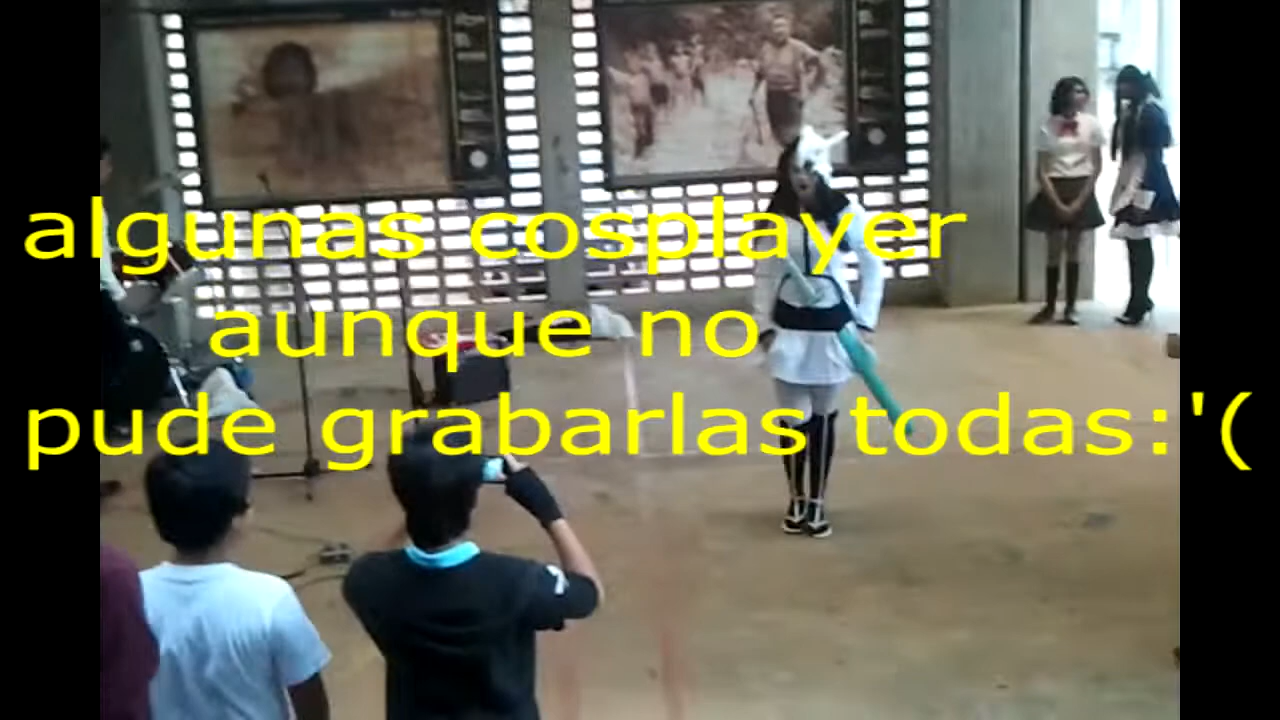 algunas cosplayer
aunque no
pude grabarlas todas:'(